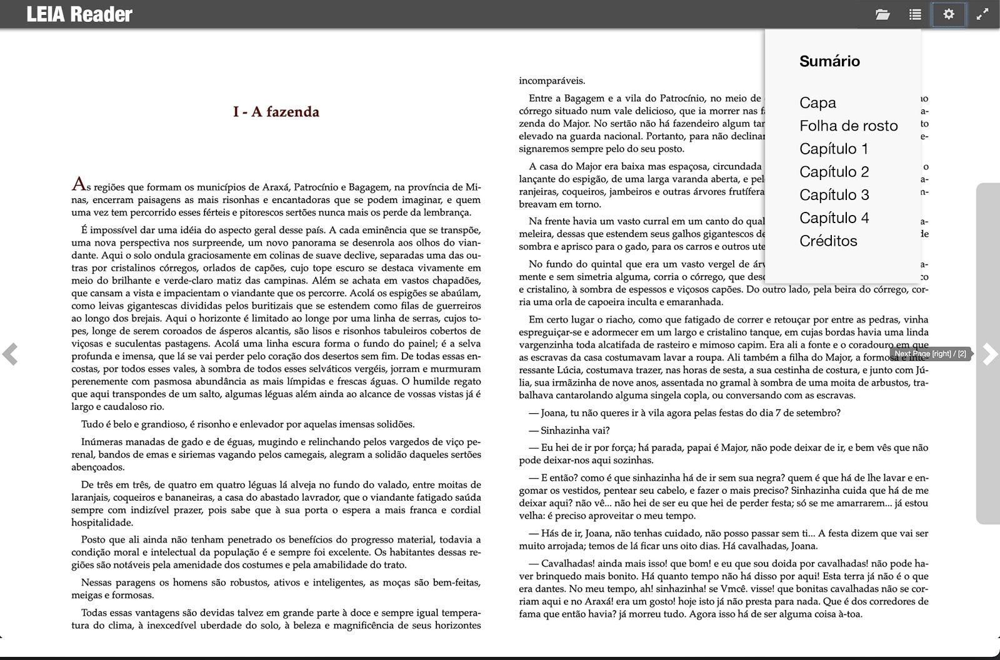 LEIA Reader
I - A fazenda
As regiões que formam os municípios de Araxá, Patrocínio e Bagagem, na província de Mi-
nas, encerram paisagens as mais risonhas e encantadoras que se podem imaginar, e quem
uma vez tem percorrido esses férteis e pitorescos sertões nunca mais os perde da lembrança.
É impossível dar uma idéia do aspecto geral desse país. A cada eminência que se transpõe,
uma nova perspectiva nos surpreende, um novo panorama se desenrola aos olhos do vian-
dante. Aqui o solo ondula graciosamente em colinas de suave declive, separadas uma das ou-
tras por cristalinos córregos, orlados de capões, cujo tope escuro se destaca vivamente em
meio do brilhante e verde-claro matiz das campinas. Além se achata em vastos chapadões,
que cansam a vista e impacientam o viandante que os percorre. Acolá os espigões se abaúlam,
como leivas gigantescas divididas pelos buritizais que se estendem como filas de guerreiros
ao longo dos brejais. Aqui o horizonte é limitado ao longe por uma linha de serras, cujos to-
pes, longe de serem coroados de ásperos alcantis, são lisos e risonhos tabuleiros cobertos de
viçosas e suculentas pastagens. Acolá uma linha escura forma o fundo do painel; é a selva
profunda e imensa, que lá se vai perder pelo coração dos desertos sem fim. De todas essas en-
costas, por todos esses vales, à sombra de todos esses selváticos vergéis, jorram e murmuram
perenemente com pasmosa abundância as mais límpidas e frescas águas. O humilde regato
que aqui transpondes de um salto, algumas léguas além ainda ao alcance de vossas vistas já é
largo e caudaloso rio.
Tudo é belo e grandioso, é risonho e enlevador por aquelas imensas solidões.
Inúmeras manadas de gado e de éguas, mugindo e relinchando pelos vargedos de viço pe-
renal, bandos de emas e siriemas vagando pelos camegais, alegram a solidão daqueles sertões
abençoados.
De três em três, de quatro em quatro léguas lá alveja no fundo do valado, entre moitas de
laranjais, coqueiros e bananeiras, a casa do abastado lavrador, que o viandante fatigado saúda
sempre com indizível prazer, pois sabe que à sua porta o espera a mais franca e cordial
hospitalidade.
Posto que ali ainda não tenham penetrado os benefícios do progresso material, todavia a
condição moral e intelectual da população é e sempre foi excelente. Os habitantes dessas re-
giões são notáveis pela amenidade dos costumes e pela amabilidade do trato.
Nessas paragens os homens são robustos, ativos e inteligentes, as moças são bem-feitas,
meigas e formosas.
Todas essas vantagens são devidas talvez em grande parte à doce e sempre igual tempera-
tura do clima, à inexcedível uberdade do solo, à beleza e magnificência de seus horizontes
incomparáveis.
Entre a Bagagem e a vila do Patrocínio, no meio de
córrego situado num vale delicioso, que ia morrer nas
zenda do Major. No sertão não há fazendeiro algum
elevado na guarda nacional. Portanto, para não declinar
signaremos sempre pelo do seu posto.
A casa do Major era baixa mas espaçosa, circundada
lançante do espigão, de uma larga varanda aberta, e
ranjeiras, coqueiros, jambeiros e outras árvores
breavam em torno.
Na frente havia um vasto curral em um canto do qual
meleira, dessas que estendem seus galhos gigantescos
sombra e aprisco para o gado, para os carros e outros
No fundo do quintal que era um vasto vergel de
mente e sem simetria alguma, corria o córrego, que
e cristalino, à sombra de espessos e viçosos capões. Do outro lado, pela beira do córrego, cor-
ria uma orla de capoeira inculta e emaranhada.
Em certo lugar o riacho, como que fatigado de correr e retouçar por entre as pedras, vinha
espreguiçar-se e adormecer em um largo e cristalino tanque, em cujas bordas havia uma linda
vargenzinha toda alcatifada de rasteiro e mimoso capim. Era ali a fonte e o coradouro em que
as escravas da casa costumavam lavar a roupa. Ali também a filha do Major, a formosa e inte-
ressante Lúcia, costumava trazer, nas horas de sesta, a sua cestinha de costura, e junto com Jú-
lia, sua irmãzinha de nove anos, assentada no gramal à sombra de uma moita de arbustos, tra-
balhava cantarolando alguma singela copla, ou conversando com as escravas.
— Joana, tu não queres ir à vila agora pelas festas do dia 7 de setembro?
— Sinhazinha vai?
— Eu hei de ir por força; há parada, papai é Major, não pode deixar de ir, e bem vês que não
pode deixar-nos aqui sozinhas.
— E então? como é que sinhazinha há de ir sem sua negra? quem é que há de lhe lavar e en-
gomar os vestidos, pentear seu cabelo, e fazer o mais preciso? Sinhazinha cuida que há de me
deixar aqui? não vê... não hei de ser eu que hei de perder festa; só se me amarrarem... já estou
velha: é preciso aproveitar o meu tempo.
— Hás de ir, Joana, não tenhas cuidado, não posso passar sem ti... A festa dizem que vai ser
muito arrojada; temos de lá ficar uns oito dias. Há cavalhadas, Joana.
— Cavalhadas! ainda mais isso! que bom! e eu que sou doida por cavalhadas! não pode ha-
ver brinquedo mais bonito. Há quanto tempo não há disso por aqui! Esta terra já não é o que
era dantes. No meu tempo, ah! sinhazinha! se Vmcê. visse! que bonitas cavalhadas não se cor-
riam aqui e no Araxá! era um gosto! hoje isto já não presta para nada. Que é dos corredores de
fama que então havia? já morreu tudo. Agora isso há de ser alguma coisa à-toa.
Sumário
Capa
Folha de rosto
Capítulo 1
Capítulo 2
Capítulo 3
Capítulo 4
Créditos
Next Page [right] / [2]